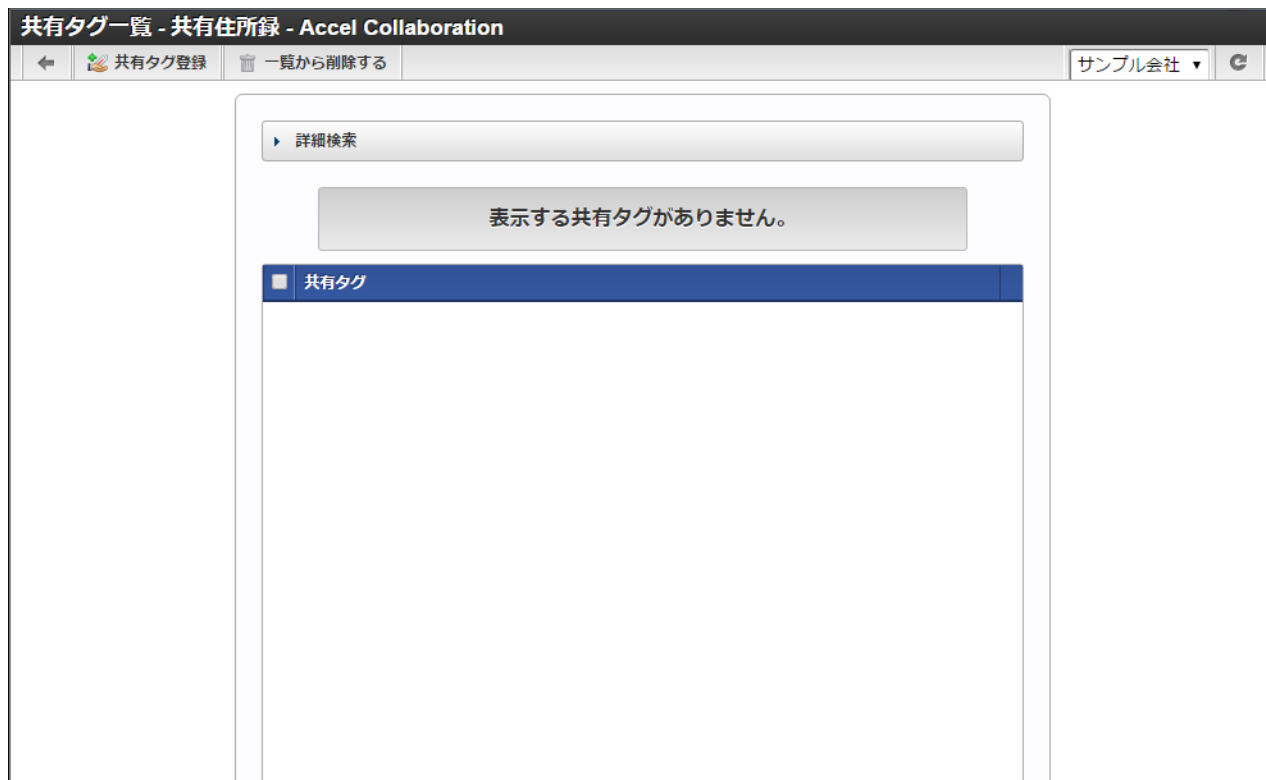 共有タグ一覧 - 共有住所録 - Accel Collaboration
共有タグ登録 一覧から削除する サンプル会社
詳細検索
表示する共有タグがありません。
共有タグ